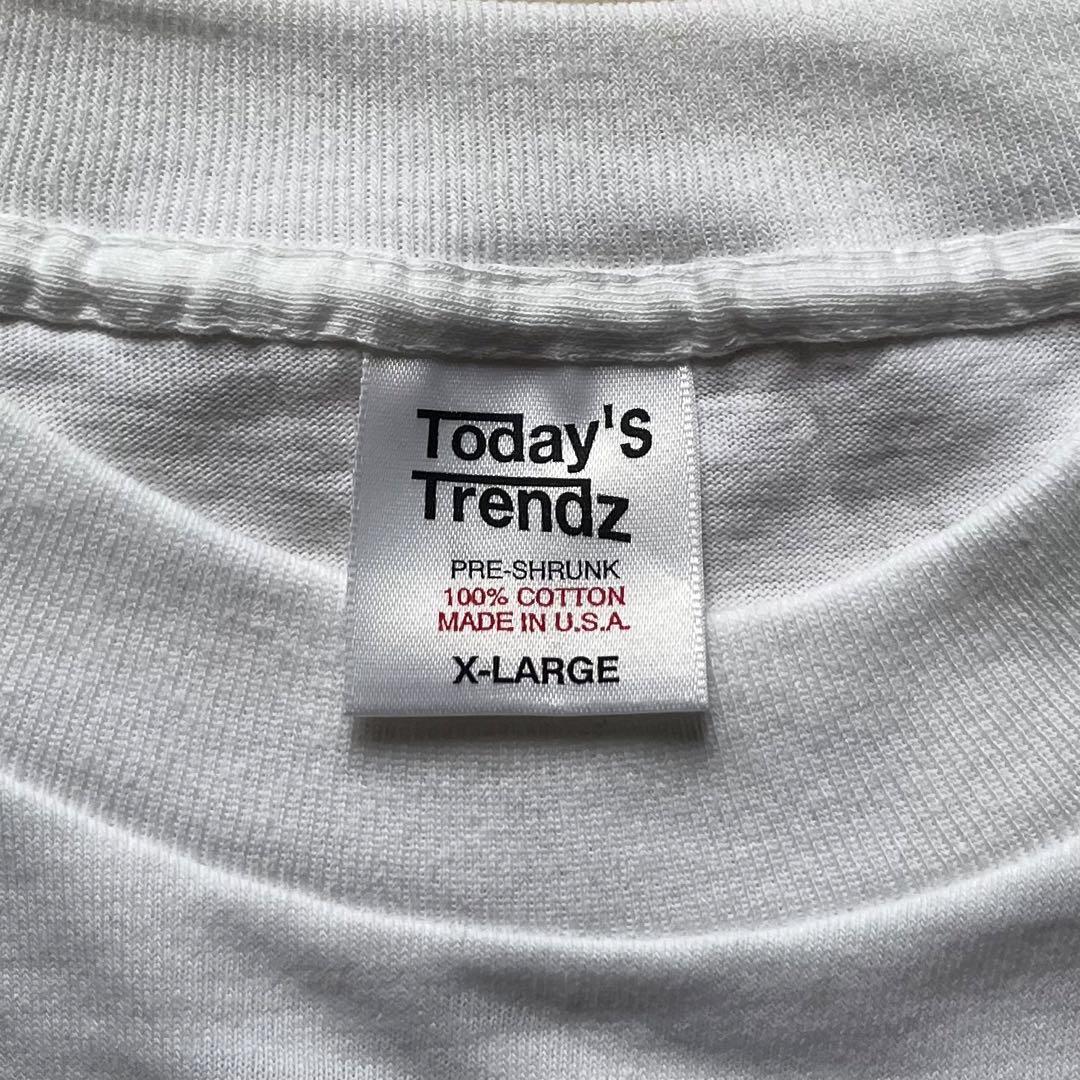 Today's
Trendz
PRE-SHRUNK
100% COTTON
MADE IN U.S.A.
X-LARGE